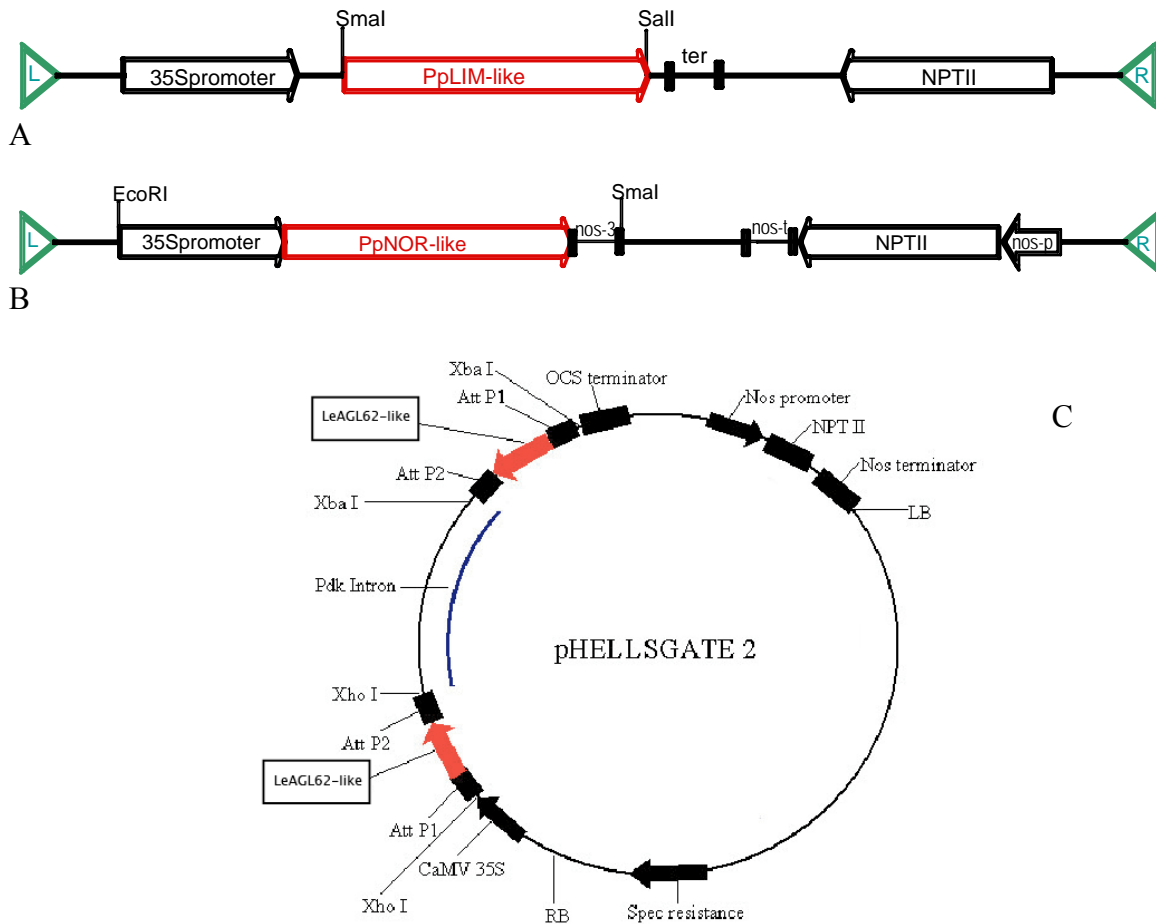 SmaI
SalI
L
35Spromoter
PpLIM-like
ter
NPTII
R
A
EcoRI
SmaI
L
35Spromoter
PpNOR-like
nos-3
nos-t
NPTII
nos-p
R
B
Xba I
OCS terminator
Att P1
Nos promoter
C
LeAGL62-like
NPT II
Att P2
Nos terminator
Xba I
LB
Pdk Intron
pHELLSGATE 2
Xho I
Att P2
LeAGL62-like
Att P1
CaMV 35S
Xho I
RB
Spec resistance